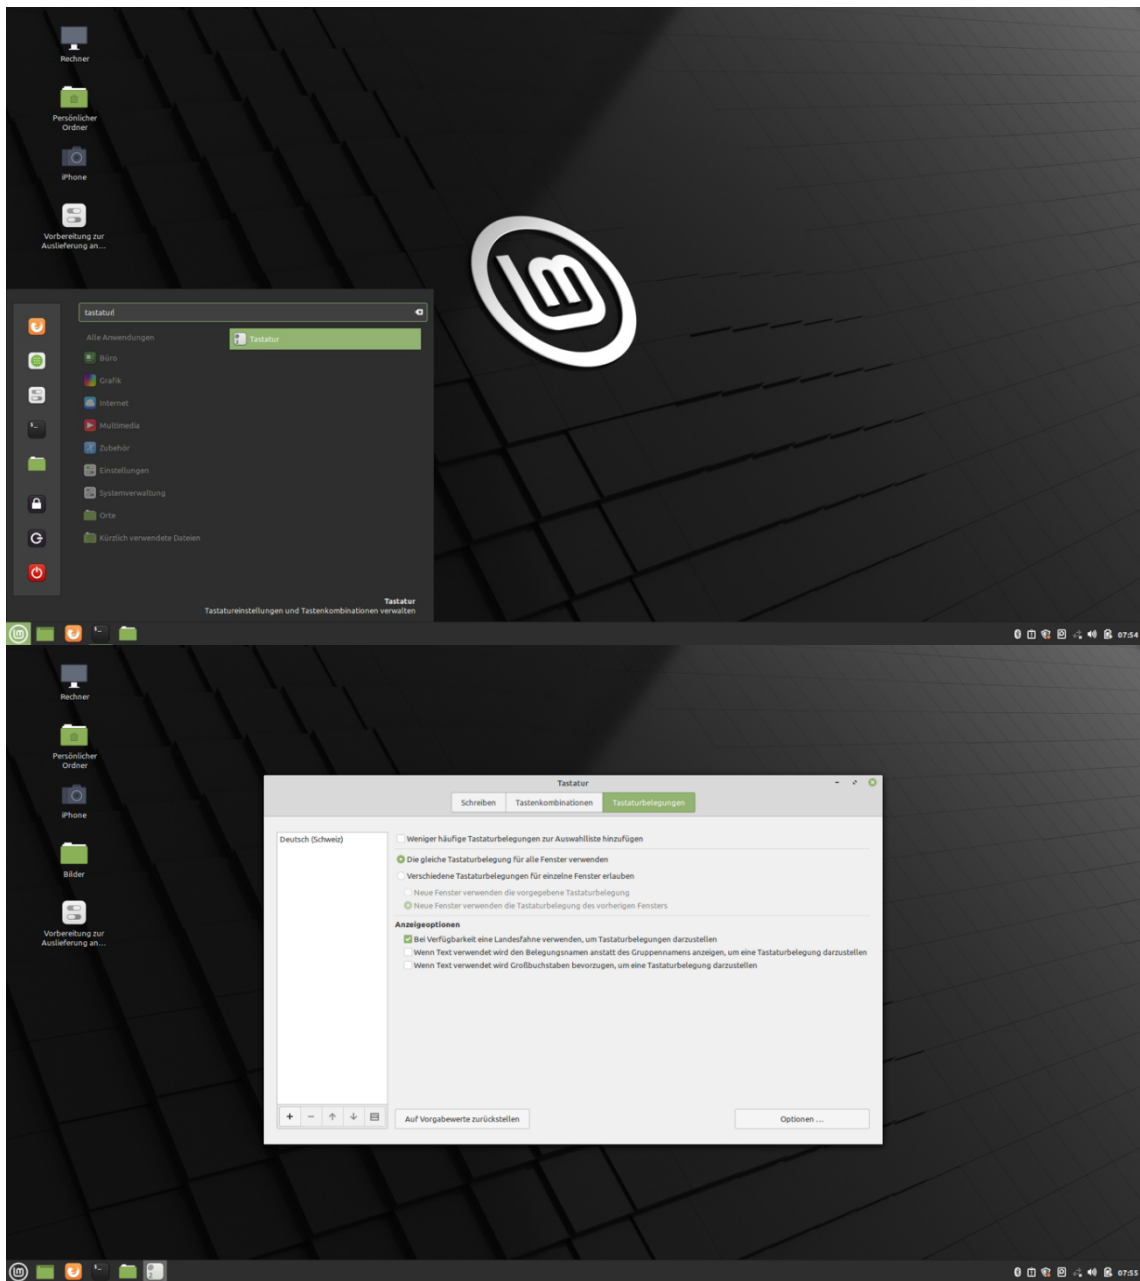 Rechner
Persönlicher
Ordner
iPhone
Vorbereitung zur
Auslieferung an...
tastatur
Alle Anwendungen
Tastatur
Büro
Grafik
Internet
Multimedia
Zubehör
Einstellungen
Systemverwaltung
Orte
Kürzlich verwendete Dateien
Tastatur
Tastatureinstellungen und Tastenkombinationen verwalten
07:54
Rechner
Persönlicher
Ordner
iPhone
Bilder
Vorbereitung zur
Auslieferung an...
Tastatur
Schreiben Tastenkombinationen Tastaturbelegungen
Deutsch (Schweiz)
Weniger häufige Tastaturbelegungen zur Auswahlliste hinzufügen
Die gleiche Tastaturbelegung für alle Fenster verwenden
Verschiedene Tastaturbelegungen für einzelne Fenster erlauben
Neue Fenster verwenden die vorgegebene Tastaturbelegung
Neue Fenster verwenden die Tastaturbelegung des vorherigen Fensters
Anzeigeoptionen
Bei Verfügbarkeit eine Landesfahne verwenden, um Tastaturbelegungen darzustellen
Wenn Text verwendet wird den Belegungsnamen anstatt des Gruppennamens anzeigen, um eine Tastaturbelegung darzustellen
Wenn Text verwendet wird Großbuchstaben bevorzugen, um eine Tastaturbelegung darzustellen
Auf Vorgabewerte zurückstellen
Optionen ...
07:55